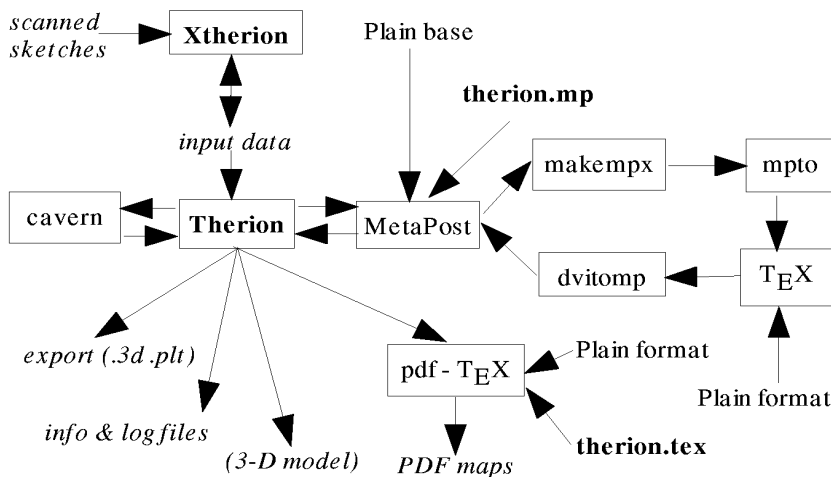 scanned
sketches
Xtherion
Plain base
therion.mp
input data
makempx
mpto
cavern
Therion
MetaPost
dvitomp
TEX
export (.3d .plt)
pdf - TEX
Plain format
Plain format
info & log files
(3-D model)
PDF maps
therion.tex